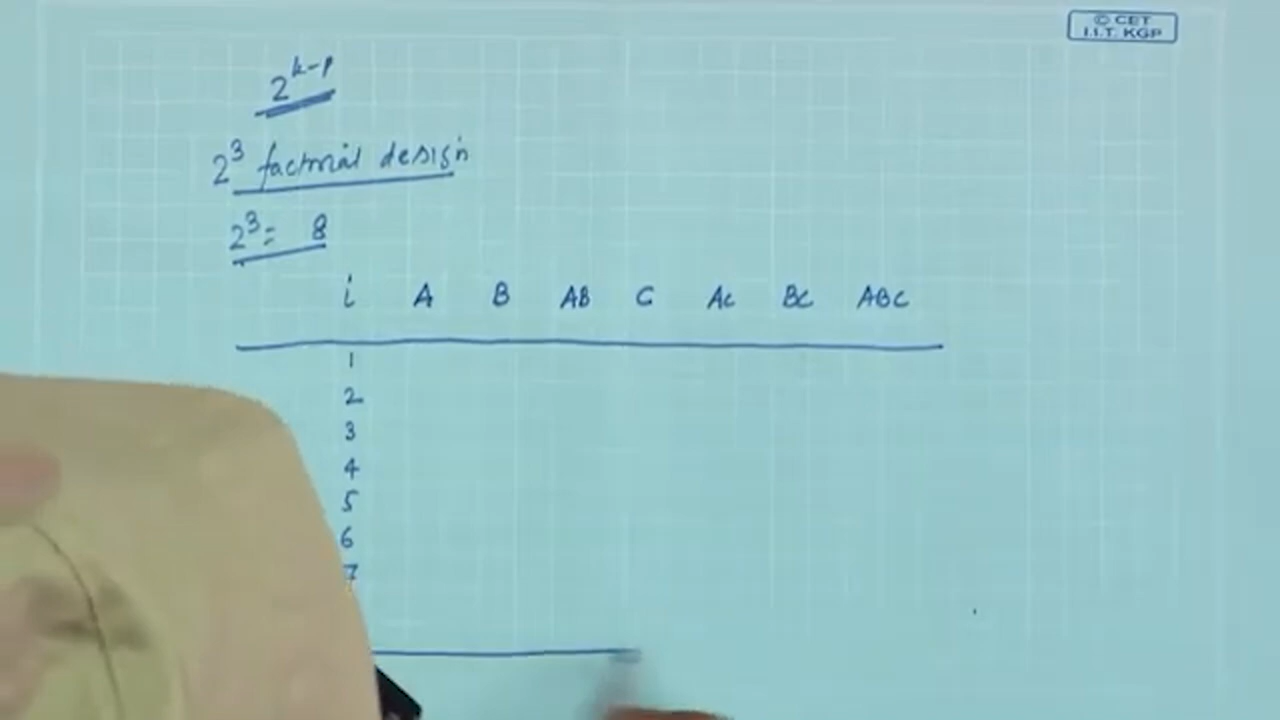 © CET
I.I.T. KGP
2^{k-p}
2^3 factorial design
2^3 = 8
i A B AB C AC BC ABC
1
2
3
4
5
6
7